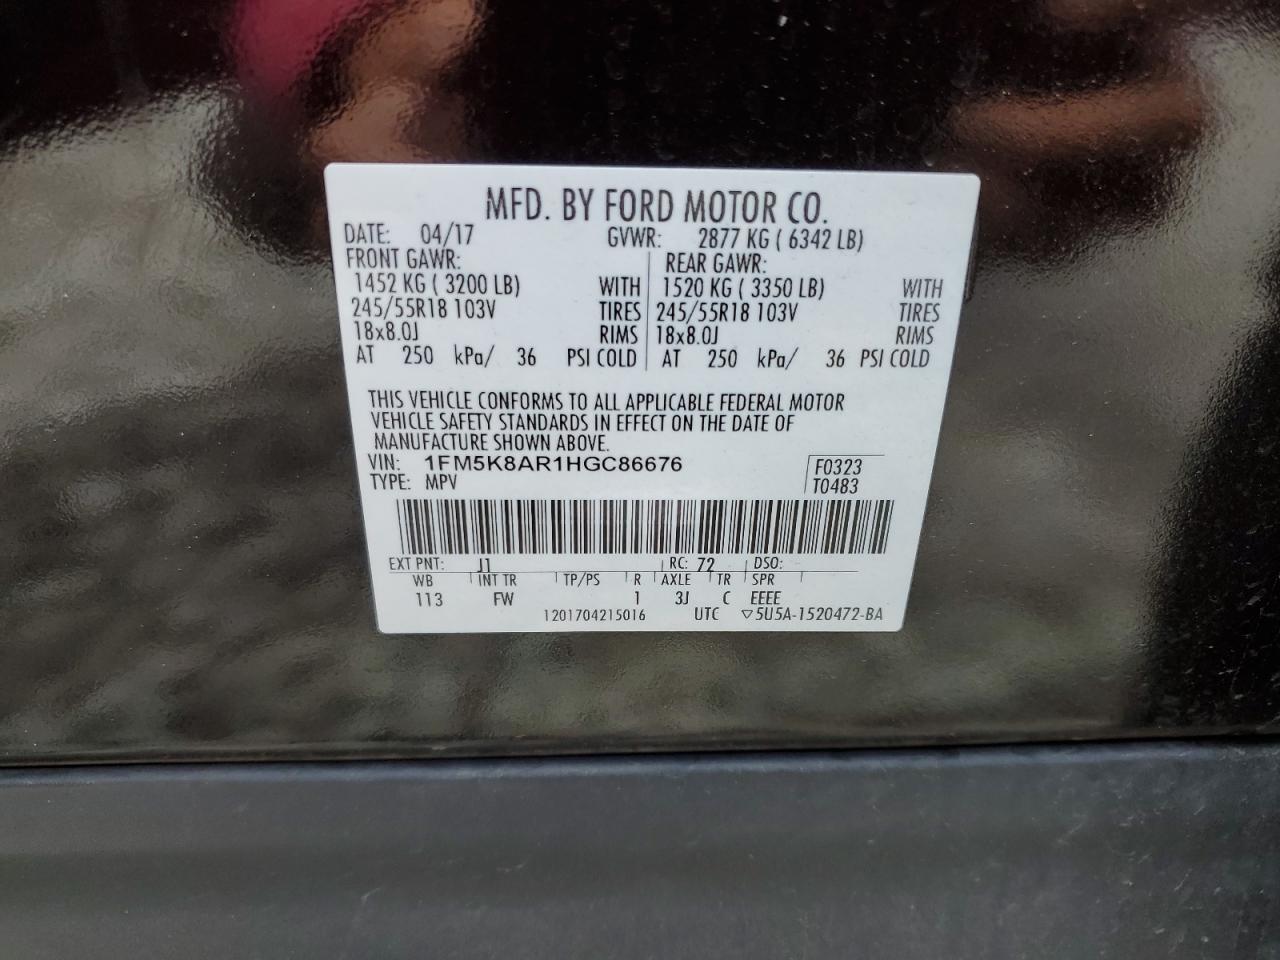 MFD. BY FORD MOTOR CO.
DATE: 04/17 GVWR: 2877 KG ( 6342 LB)
FRONT GAWR: REAR GAWR:
1452 KG ( 3200 LB) WITH 1520 KG ( 3350 LB) WITH
245/55R18 103V TIRES 245/55R18 103V TIRES
18x8.0J RIMS 18x8.0J RIMS
AT 250 kPa/ 36 PSI COLD AT 250 kPa/ 36 PSI COLD
THIS VEHICLE CONFORMS TO ALL APPLICABLE FEDERAL MOTOR
VEHICLE SAFETY STANDARDS IN EFFECT ON THE DATE OF
MANUFACTURE SHOWN ABOVE.
VIN: 1FM5K8AR1HGC86676 F0323
TYPE: MPV T0483
EXT PNT: J1 RC: 72 DSO:
WB INT TR TP/PS R AXLE TR SPR
113 FW 1 3J C EEEE
1201704215016 UTC ▽5U5A-1520472-BA